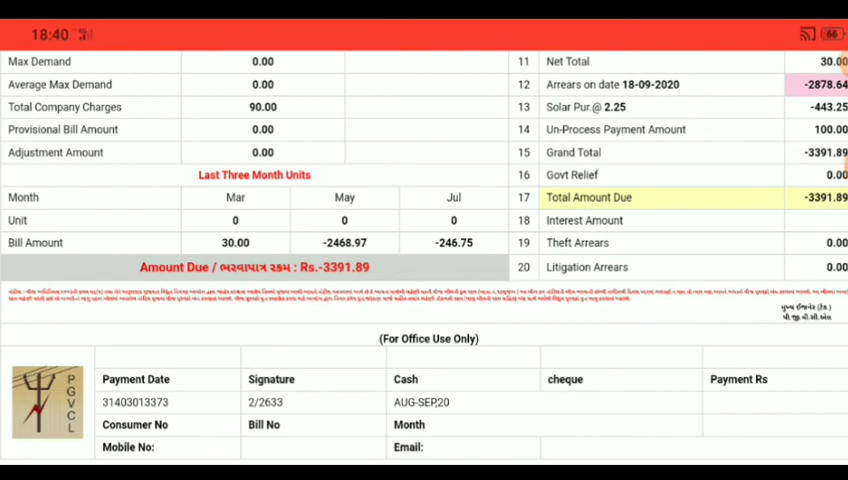 18:40 66
Max Demand 0.00 11 Net Total 30.00
Average Max Demand 0.00 12 Arrears on date 18-09-2020 -2878.64
Total Company Charges 90.00 13 Solar Pur.@ 2.25 -443.25
Provisional Bill Amount 0.00 14 Un-Process Payment Amount 100.00
Adjustment Amount 0.00 15 Grand Total -3391.89
Last Three Month Units 16 Govt Relief 0.00
Month Mar May Jul 17 Total Amount Due -3391.89
Unit 0 0 0 18 Interest Amount
Bill Amount 30.00 -2468.97 -246.75 19 Theft Arrears 0.00
Amount Due / ભરવાપાત્ર રકમ : Rs.-3391.89 20 Litigation Arrears 0.00
મુખ્ય ઈજનેર (ટેક.)
પી.જી.વી.સી.એલ
(For Office Use Only)
PGVCL
Payment Date Signature Cash cheque Payment Rs
31403013373 2/2633 AUG-SEP,20
Consumer No Bill No Month
Mobile No: Email: